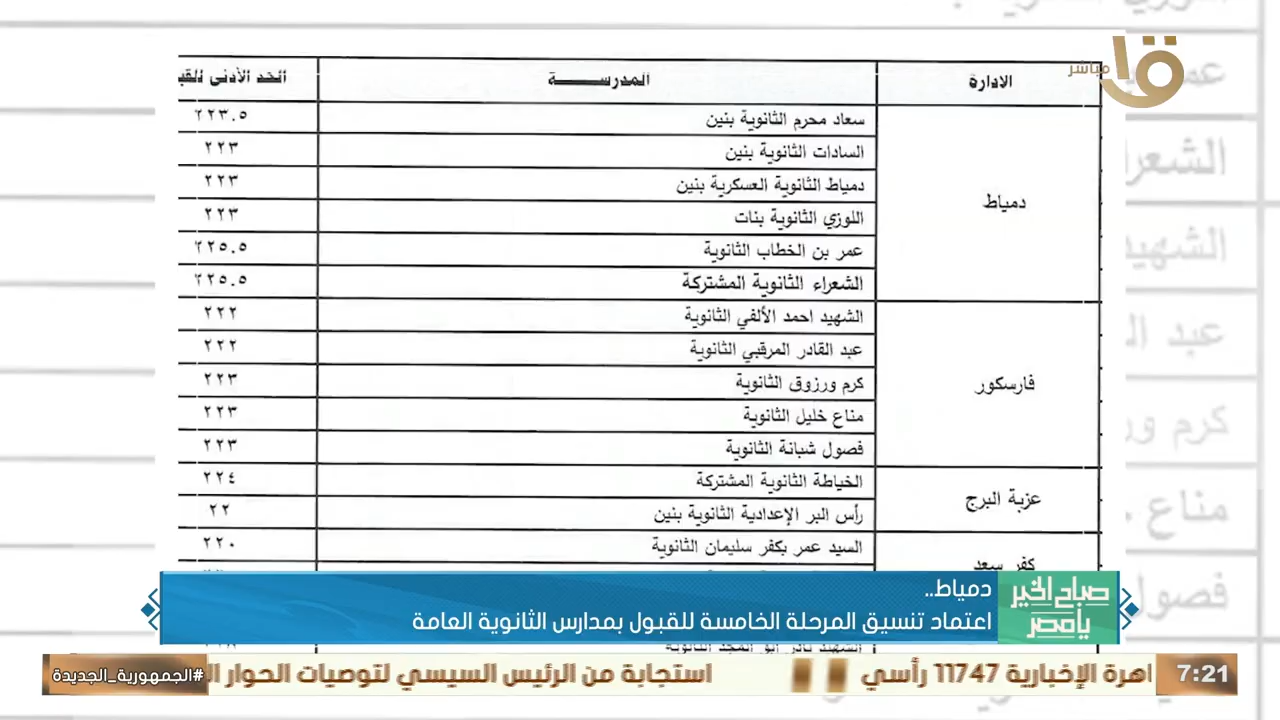 مباشر
الادارة المدرســـــة الحد الأدنى للقب
دمياط
سعاد محرم الثانوية بنين ٢٢٣.٥
السادات الثانوية بنين ٢٢٣
دمياط الثانوية العسكرية بنين ٢٢٣
اللوزي الثانوية بنات ٢٢٣
عمر بن الخطاب الثانوية ٢٢٥.٥
الشعراء الثانوية المشتركة ٢٢٥.٥
فارسكور
الشهيد احمد الألفي الثانوية ٢٢٢
عبد القادر المرقبي الثانوية ٢٢٢
كرم ورزوق الثانوية ٢٢٣
مناع خليل الثانوية ٢٢٣
فصول شبانة الثانوية ٢٢٣
عزبة البرج
الخياطة الثانوية المشتركة ٢٢٤
رأس البر الإعدادية الثانوية بنين ٢٢
كفر سعد
السيد عمر بكفر سليمان الثانوية ٢٢٠
صباح الخير يا مصر
دمياط..
اعتماد تنسيق المرحلة الخامسة للقبول بمدارس الثانوية العامة
7:21 اهرة الإخبارية 11747 رأسي استجابة من الرئيس السيسي لتوصيات الحوار ال #الجمهورية_الجديدة